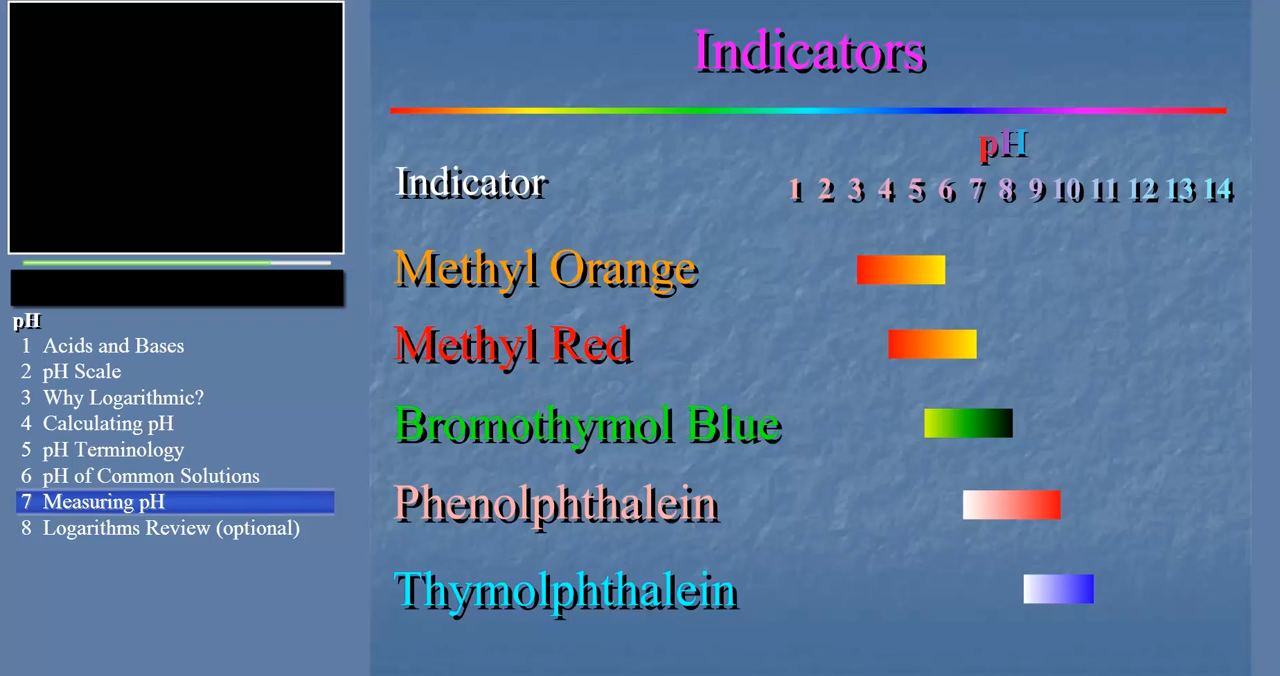 Indicators
pH
Indicator 1 2 3 4 5 6 7 8 9 10 11 12 13 14
Methyl Orange
Methyl Red
Bromothymol Blue
Phenolphthalein
Thymolphthalein
pH
1 Acids and Bases
2 pH Scale
3 Why Logarithmic?
4 Calculating pH
5 pH Terminology
6 pH of Common Solutions
7 Measuring pH
8 Logarithms Review (optional)